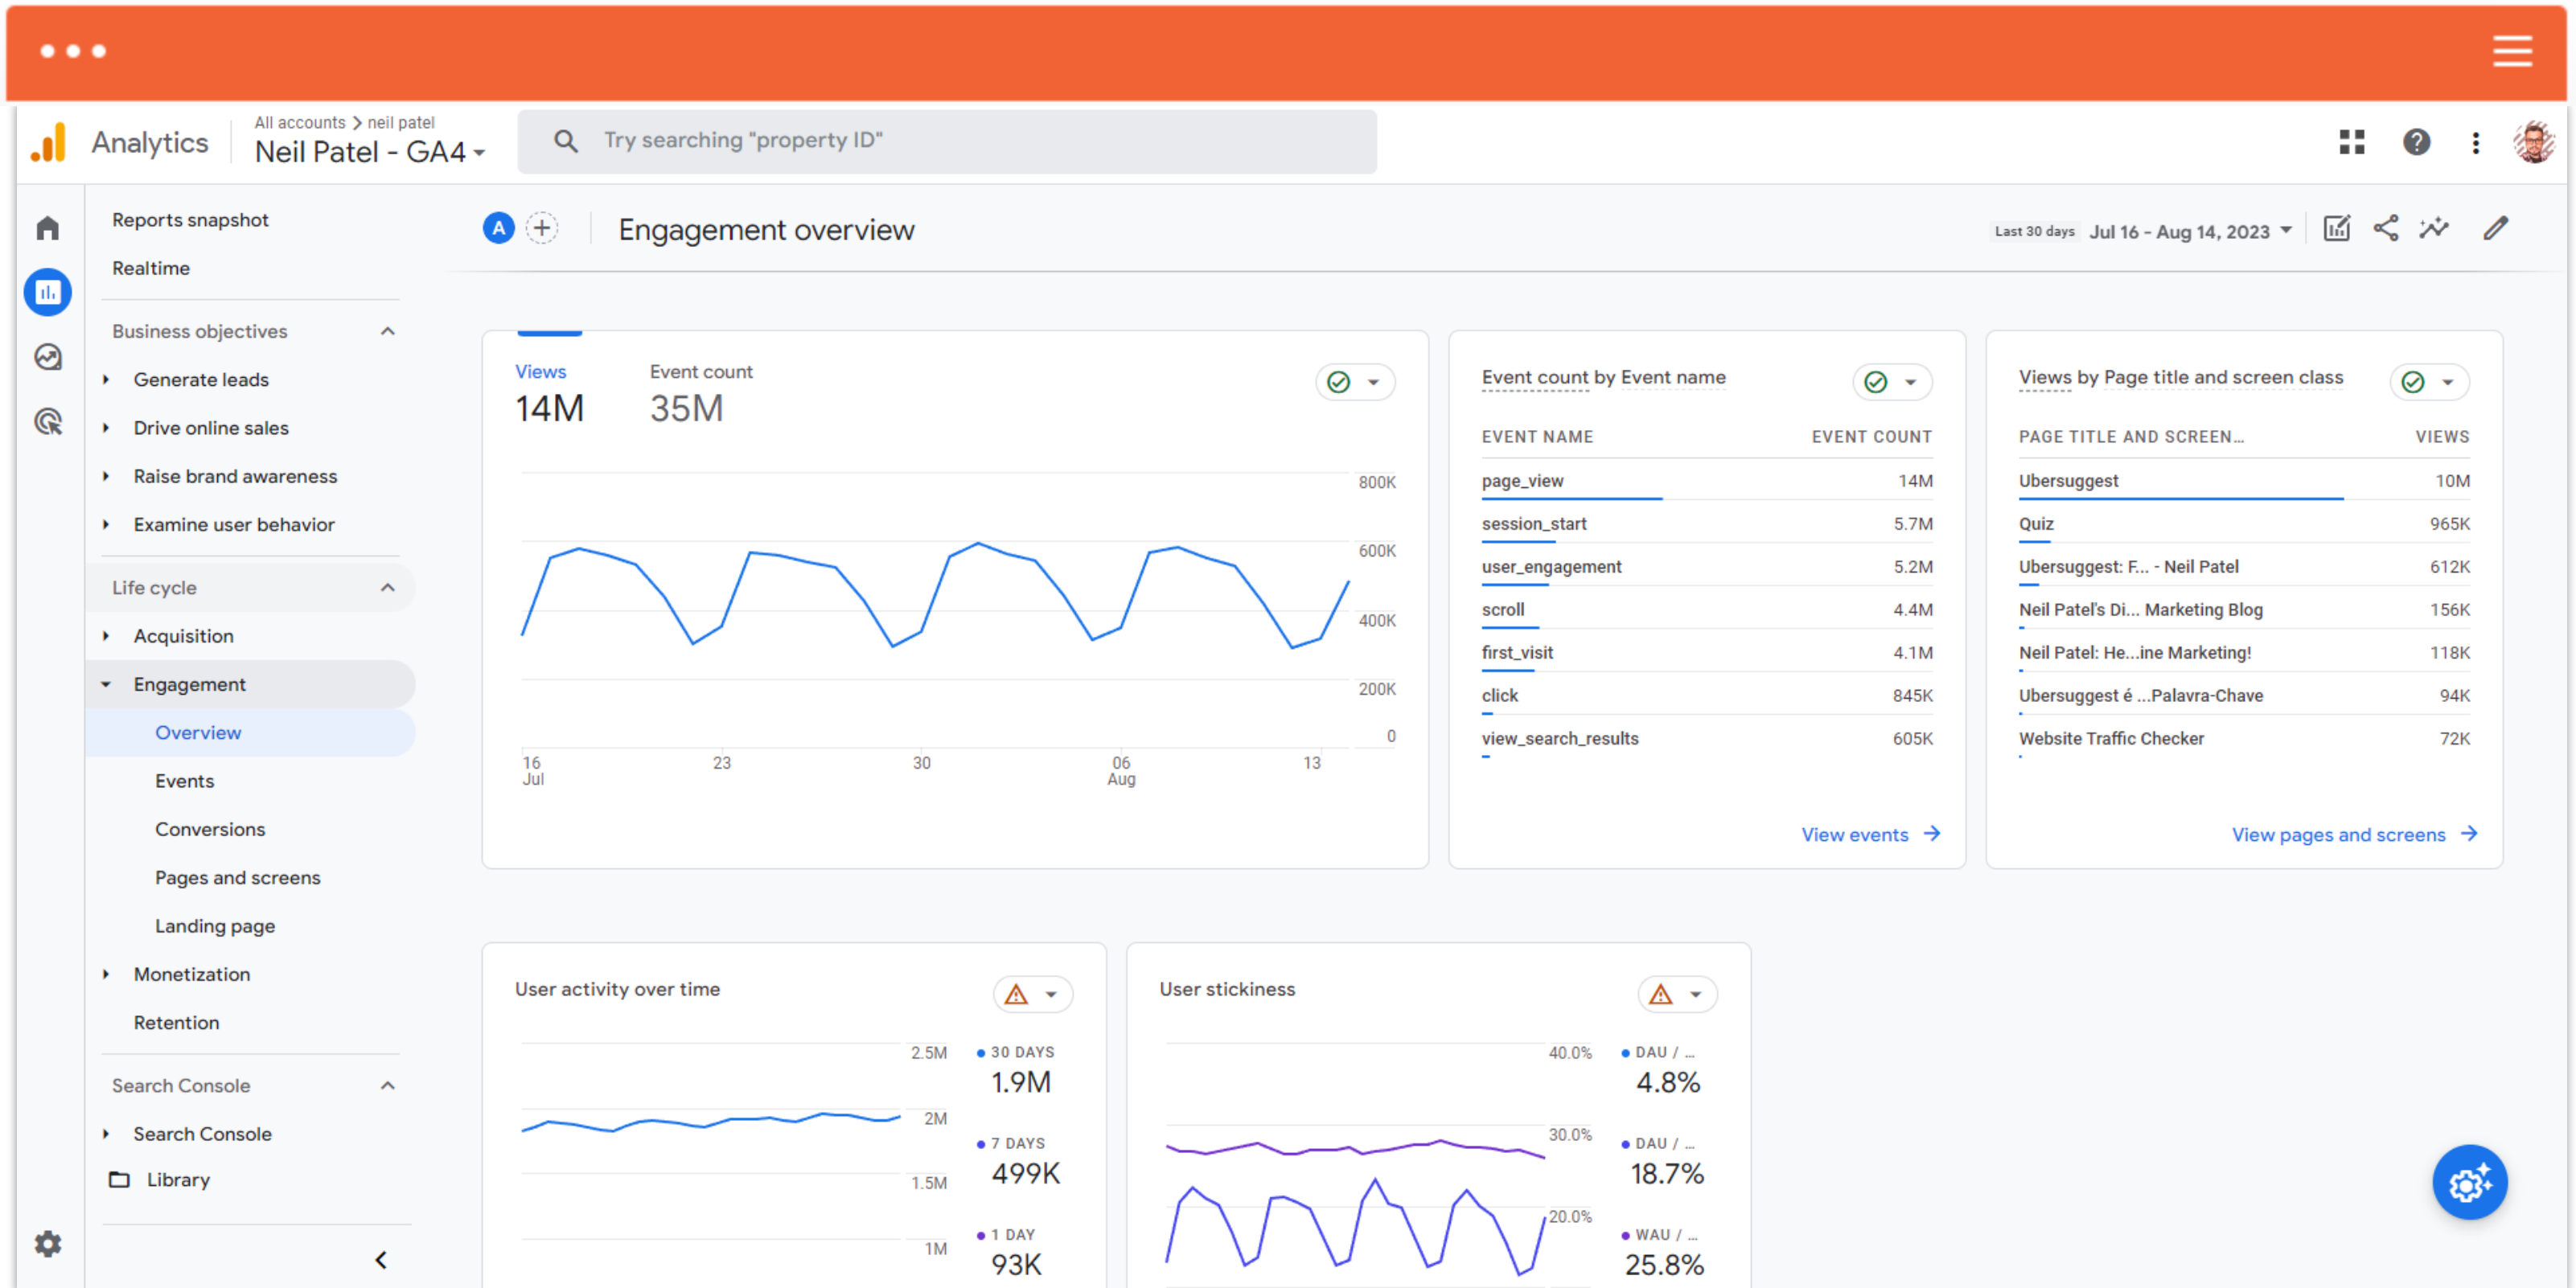 Analytics
All accounts > neil patel
Neil Patel - GA4
Try searching "property ID"
Reports snapshot
Realtime
Business objectives
Generate leads
Drive online sales
Raise brand awareness
Examine user behavior
Life cycle
Acquisition
Engagement
Overview
Events
Conversions
Pages and screens
Landing page
Monetization
Retention
Search Console
Search Console
Library
A
Engagement overview
Last 30 days Jul 16 - Aug 14, 2023
Views
14M
Event count
35M
800K
600K
400K
200K
0
16 Jul
23
30
06 Aug
13
Event count by Event name
EVENT NAME EVENT COUNT
page_view 14M
session_start 5.7M
user_engagement 5.2M
scroll 4.4M
first_visit 4.1M
click 845K
view_search_results 605K
View events
Views by Page title and screen class
PAGE TITLE AND SCREEN... VIEWS
Ubersuggest 10M
Quiz 965K
Ubersuggest: F... - Neil Patel 612K
Neil Patel's Di... Marketing Blog 156K
Neil Patel: He...ine Marketing! 118K
Ubersuggest é ...Palavra-Chave 94K
Website Traffic Checker 72K
View pages and screens
User activity over time
2.5M
2M
1.5M
1M
30 DAYS
1.9M
7 DAYS
499K
1 DAY
93K
User stickiness
40.0%
30.0%
20.0%
DAU / ...
4.8%
DAU / ...
18.7%
WAU / ...
25.8%